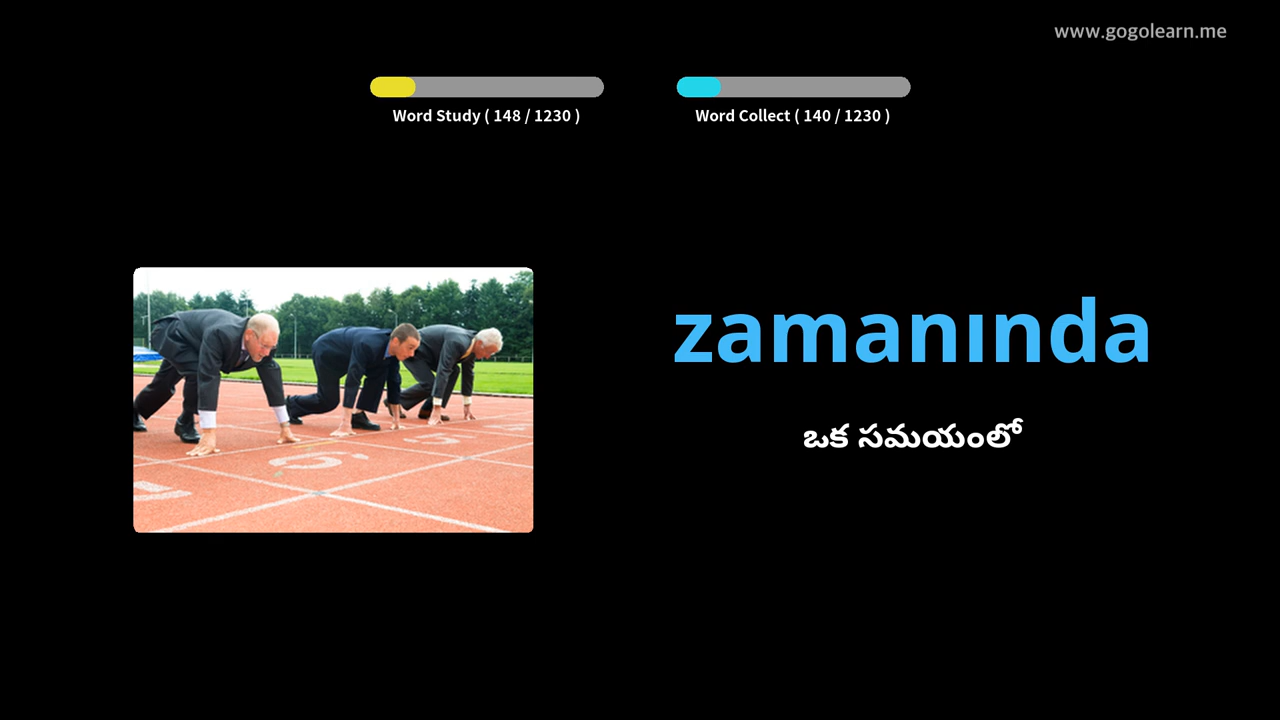 www.gogolearn.me
Word Study ( 148 / 1230 )
Word Collect ( 140 / 1230 )
zamanında
ఒక సమయంలో